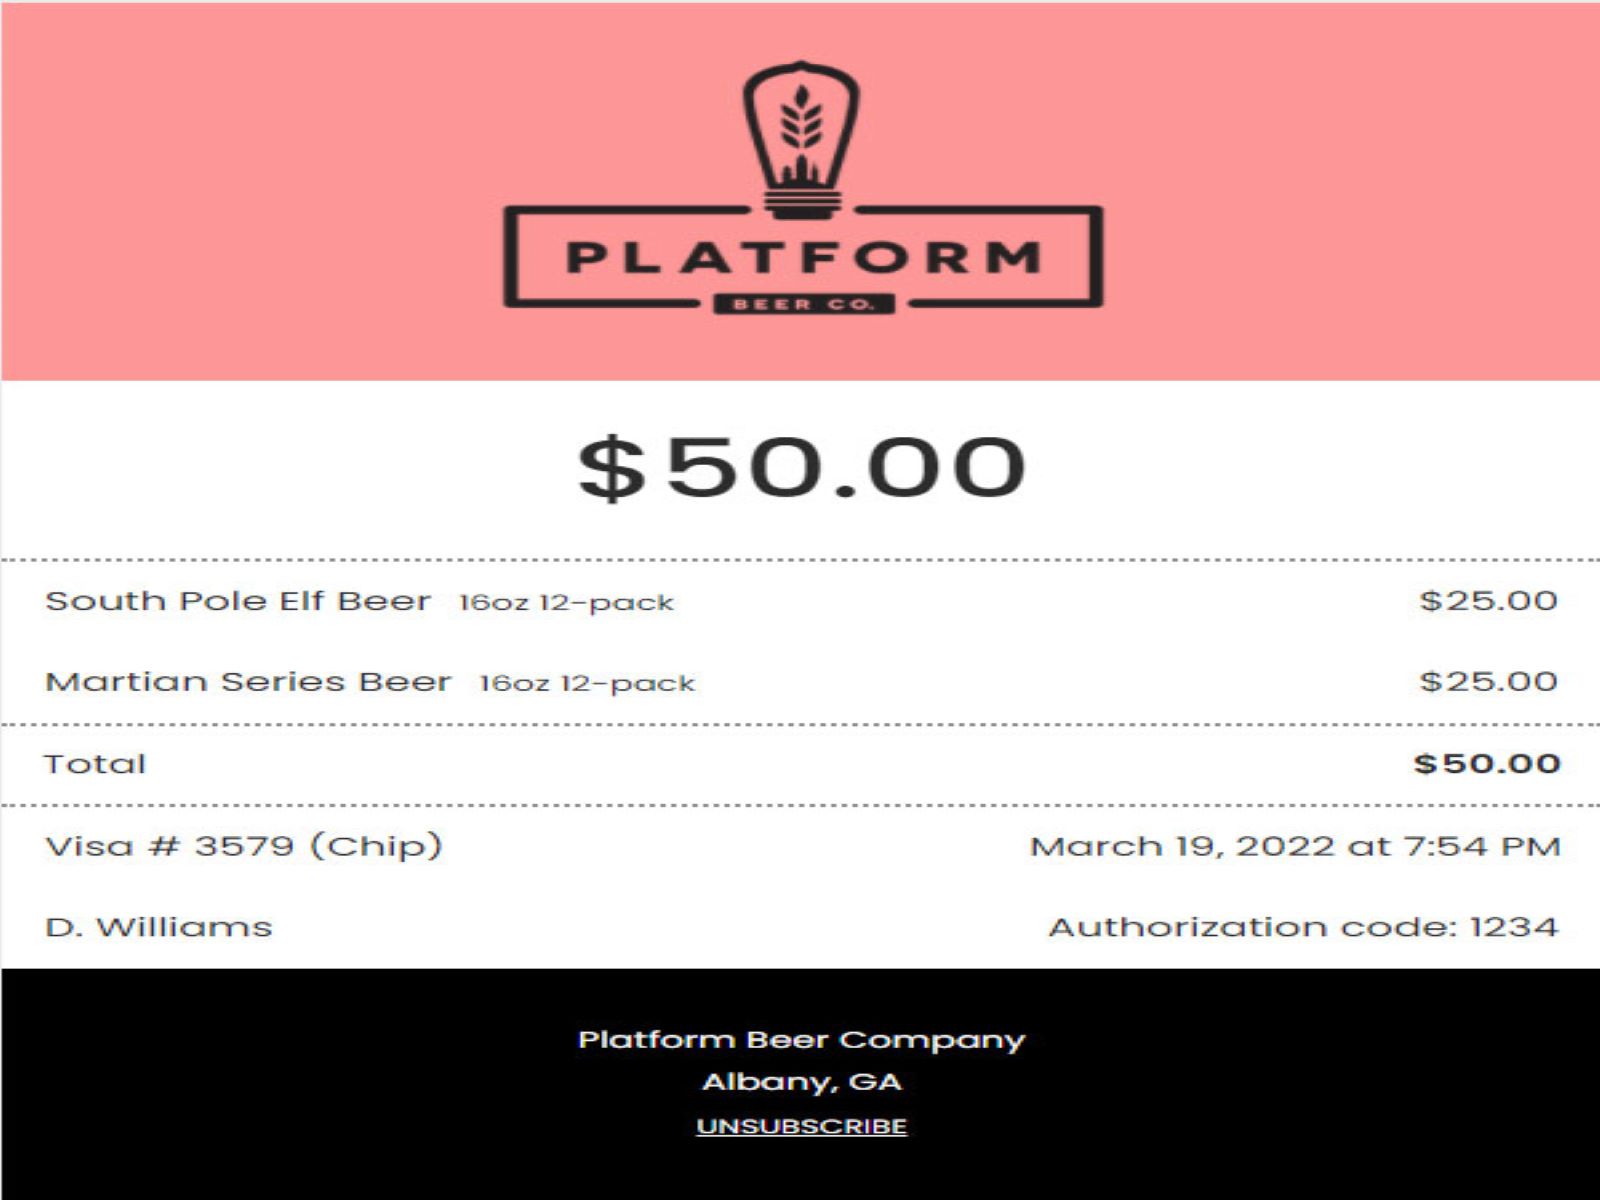 PLATFORM
BEER CO.
$50.00
South Pole Elf Beer 16oz 12-pack $25.00
Martian Series Beer 16oz 12-pack $25.00
Total $50.00
Visa # 3579 (Chip) March 19, 2022 at 7:54 PM
D. Williams Authorization code: 1234
Platform Beer Company
Albany, GA
UNSUBSCRIBE